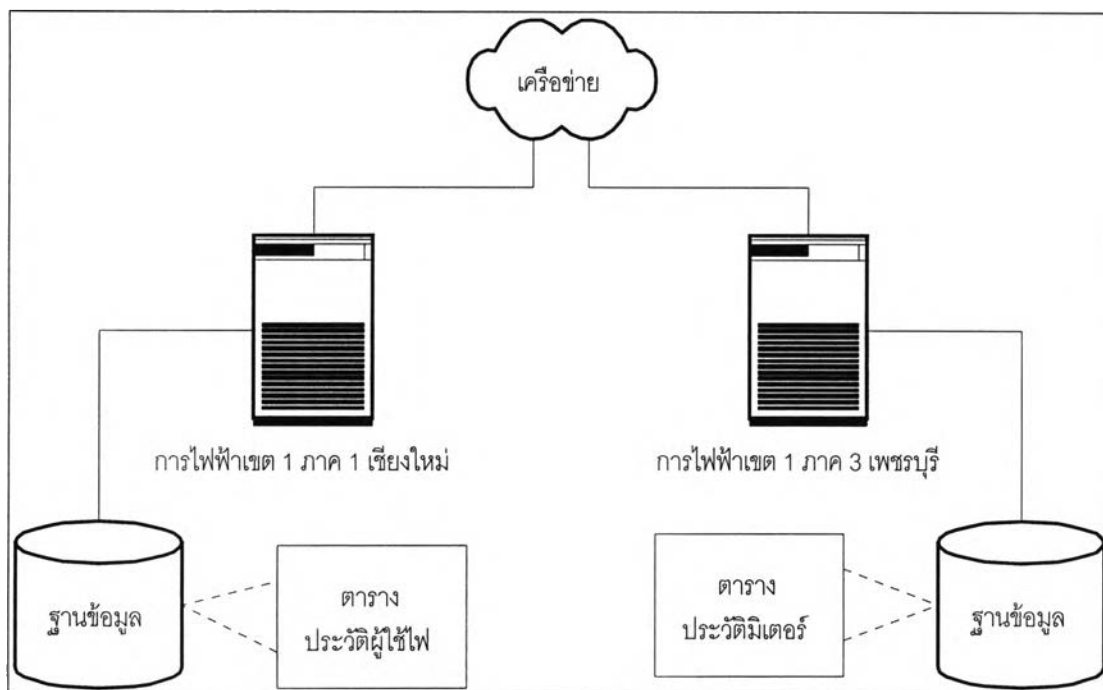 เครือข่าย
การไฟฟ้าเขต 1 ภาค 1 เชียงใหม่
การไฟฟ้าเขต 1 ภาค 3 เพชรบุรี
ฐานข้อมูล
ตาราง
ประวัติผู้ใช้ไฟ
ตาราง
ประวัติมิเตอร์
ฐานข้อมูล